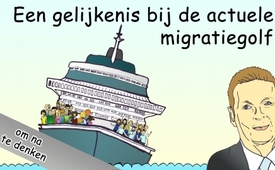 Een gelijkenis bij de actuele
migratiegolf
om na
te denken